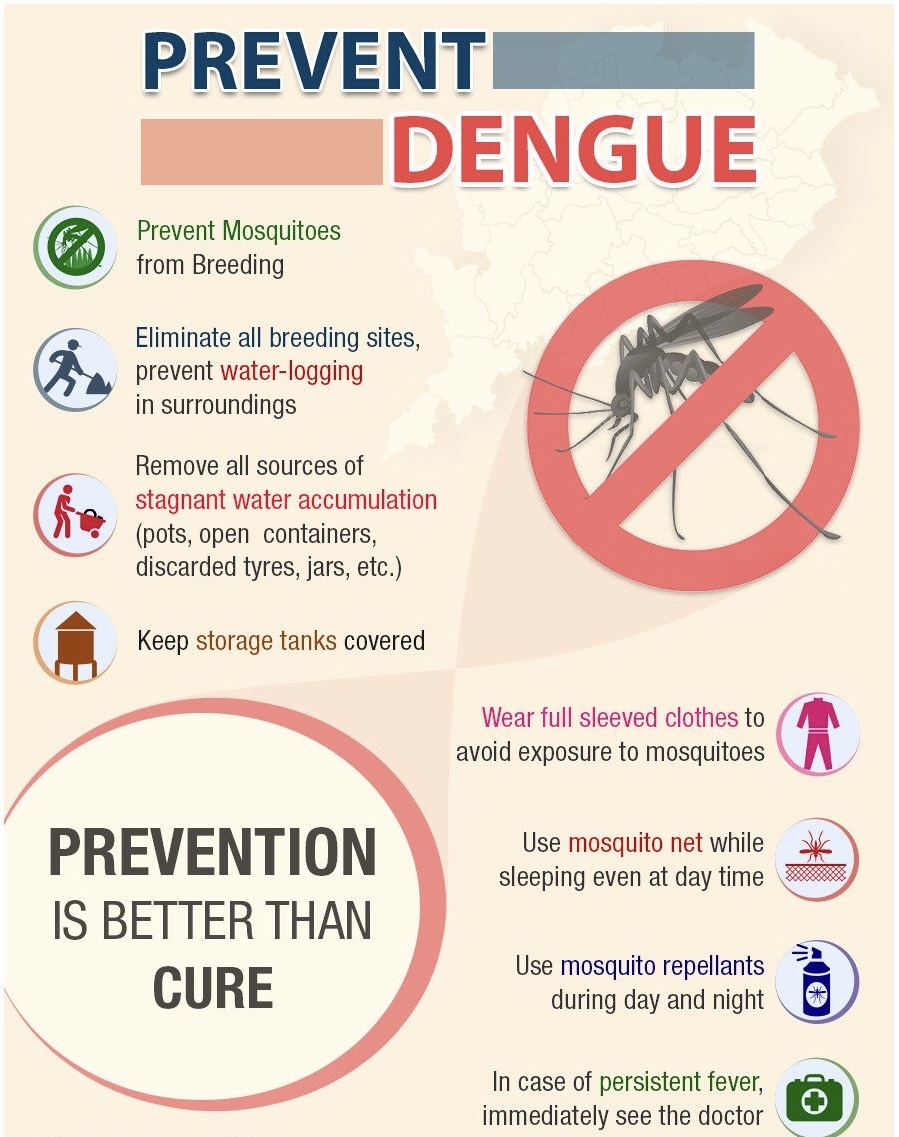 PREVENT
DENGUE
Prevent Mosquitoes
from Breeding
Eliminate all breeding sites,
prevent water-logging
in surroundings
Remove all sources of
stagnant water accumulation
(pots, open containers,
discarded tyres, jars, etc.)
Keep storage tanks covered
Wear full sleeved clothes to
avoid exposure to mosquitoes
Use mosquito net while
sleeping even at day time
Use mosquito repellants
during day and night
In case of persistent fever,
immediately see the doctor
PREVENTION
IS BETTER THAN
CURE